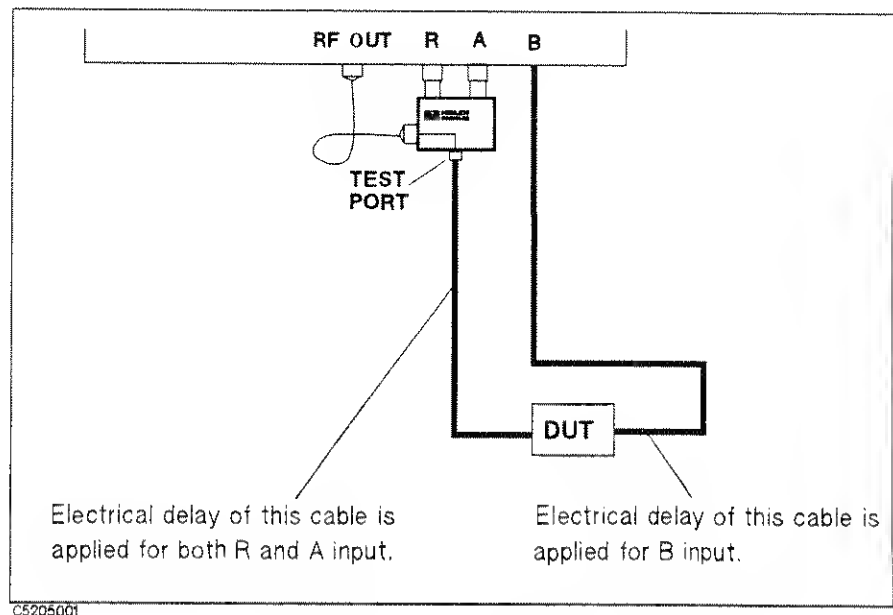 RF OUT R A B
TEST
PORT
DUT
Electrical delay of this cable is
applied for both R and A input.
Electrical delay of this cable is
applied for B input.
C5205001